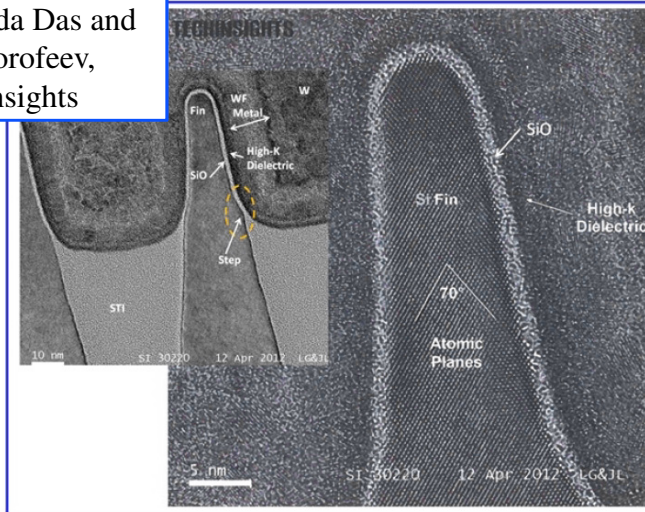 da Das and
orofeev,
nsights
TECHINSIGHTS
Fin
WF
Metal
W
High-K
Dielectric
SiO
Step
STI
10 nm
SI 30220 12 Apr 2012 LG&JL
SiO
Si Fin
High-k
Dielectric
70°
Atomic
Planes
5 nm
SI 30220 12 Apr 2012 LG&JL